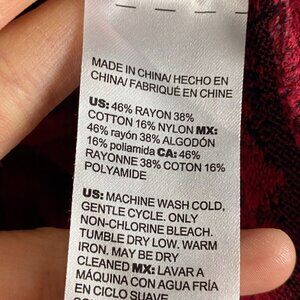 MADE IN CHINA/ HECHO EN
CHINA/ FABRIQUÉ EN CHINE
US: 46% RAYON 38%
COTTON 16% NYLON MX:
46% rayón 38% ALGODÓN
16% poliamida CA: 46%
RAYONNE 38% COTON 16%
POLYAMIDE
US: MACHINE WASH COLD,
GENTLE CYCLE. ONLY
NON-CHLORINE BLEACH.
TUMBLE DRY LOW. WARM
IRON. MAY BE DRY
CLEANED MX: LAVAR A
MÁQUINA CON AGUA FRÍA
EN CICLO SUAVE